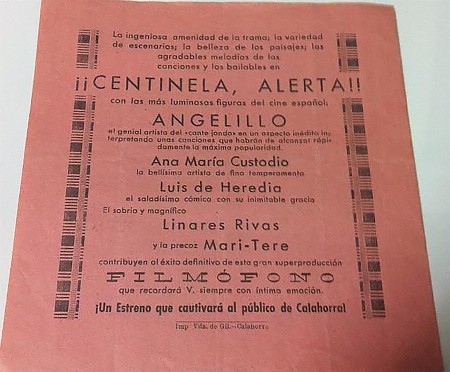 La ingeniosa amenidad de la trama; la variedad
de escenarios; la belleza de los paisajes; las
agradables melodías de las
canciones y los bailables en
¡¡CENTINELA, ALERTA!!
con las más luminosas figuras del cine español:
ANGELILLO
el genial artista del «cante jondo» en un aspecto inédito in-
terpretando unas canciones que habrán de alcanzar rápi-
damente la máxima popularidad.
Ana María Custodio
la bellísima artista de fino temperamento
Luis de Heredia
el saladísimo cómico con su inimitable gracia
El sobrio y magnífico
Linares Rivas
y la precoz Mari-Tere
contribuyen al éxito definitivo de esta gran superproducción
FILMÓFONO
que recordará V. siempre con íntima emoción.
¡Un Estreno que cautivará al público de Calahorra!
Imp Vda. de Gil.—Calahorra